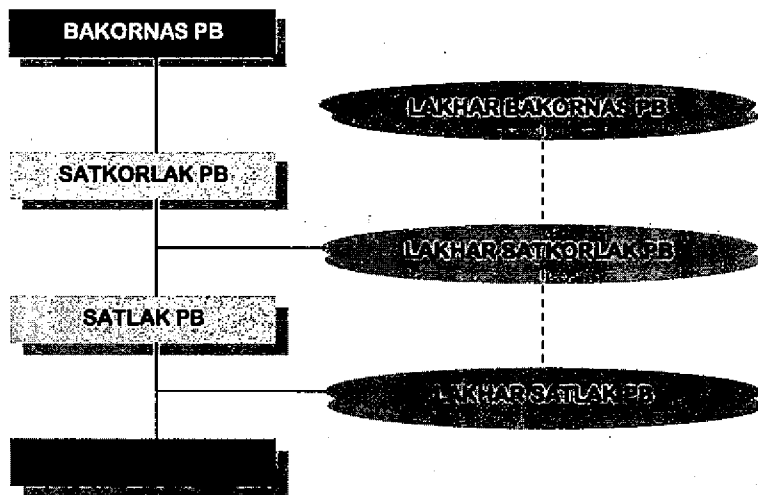 BAKORNAS PB
LAKHAR BAKORNAS PB
SATKORLAK PB
LAKHAR SATKORLAK PB
SATLAK PB
LAKHAR SATLAK PB